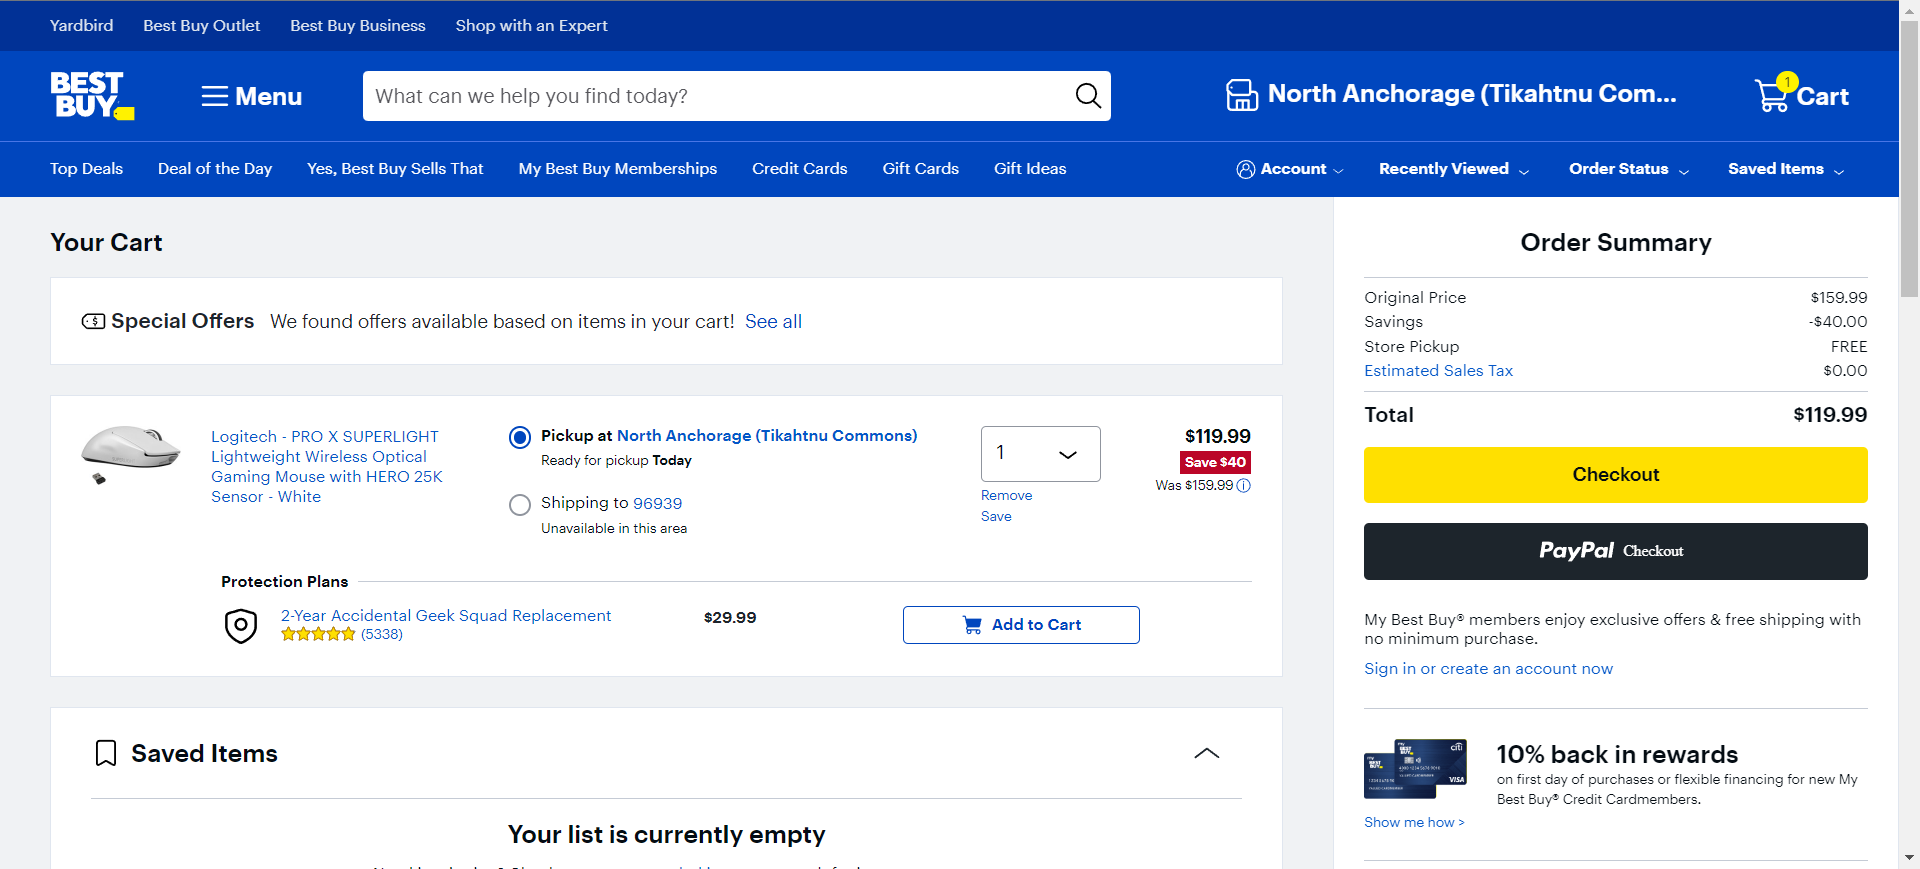 Yardbird
Best Buy Outlet
Best Buy Business
Shop with an Expert
BEST
BUY
Menu
What can we help you find today?
North Anchorage (Tikahtnu Com...
1
Cart
Top Deals
Deal of the Day
Yes, Best Buy Sells That
My Best Buy Memberships
Credit Cards
Gift Cards
Gift Ideas
Account
Recently Viewed
Order Status
Saved Items
Your Cart
Special Offers
We found offers available based on items in your cart! See all
Logitech - PRO X SUPERLIGHT
Lightweight Wireless Optical
Gaming Mouse with HERO 25K
Sensor - White
Pickup at North Anchorage (Tikahtnu Commons)
Ready for pickup Today
Shipping to 96939
Unavailable in this area
1
Remove
Save
$119.99
Save $40
Was $159.99
Protection Plans
2-Year Accidental Geek Squad Replacement
(5338)
$29.99
Add to Cart
Saved Items
Your list is currently empty
Order Summary
Original Price
$159.99
Savings
-$40.00
Store Pickup
FREE
Estimated Sales Tax
$0.00
Total
$119.99
Checkout
PayPal Checkout
My Best Buy® members enjoy exclusive offers & free shipping with
no minimum purchase.
Sign in or create an account now
citi
BEST
BUY
VISA
10% back in rewards
on first day of purchases or flexible financing for new My
Best Buy® Credit Cardmembers.
Show me how >